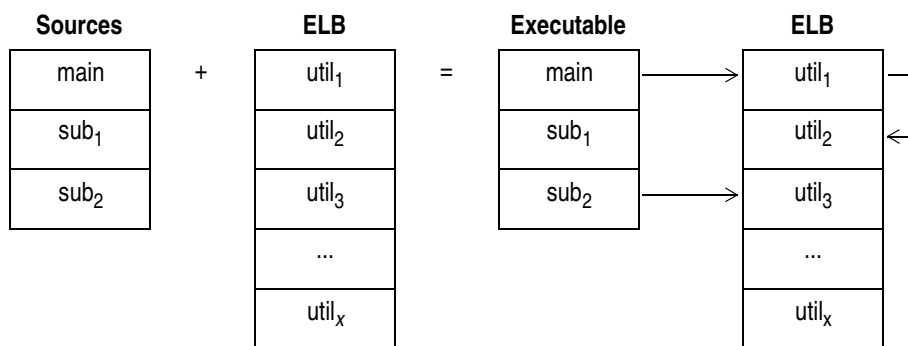 Sources ELB Executable ELB
main + util₁ = main util₁
sub₁ util₂ sub₁ util₂
sub₂ util₃ sub₂ util₃
... ...
utilₓ utilₓ